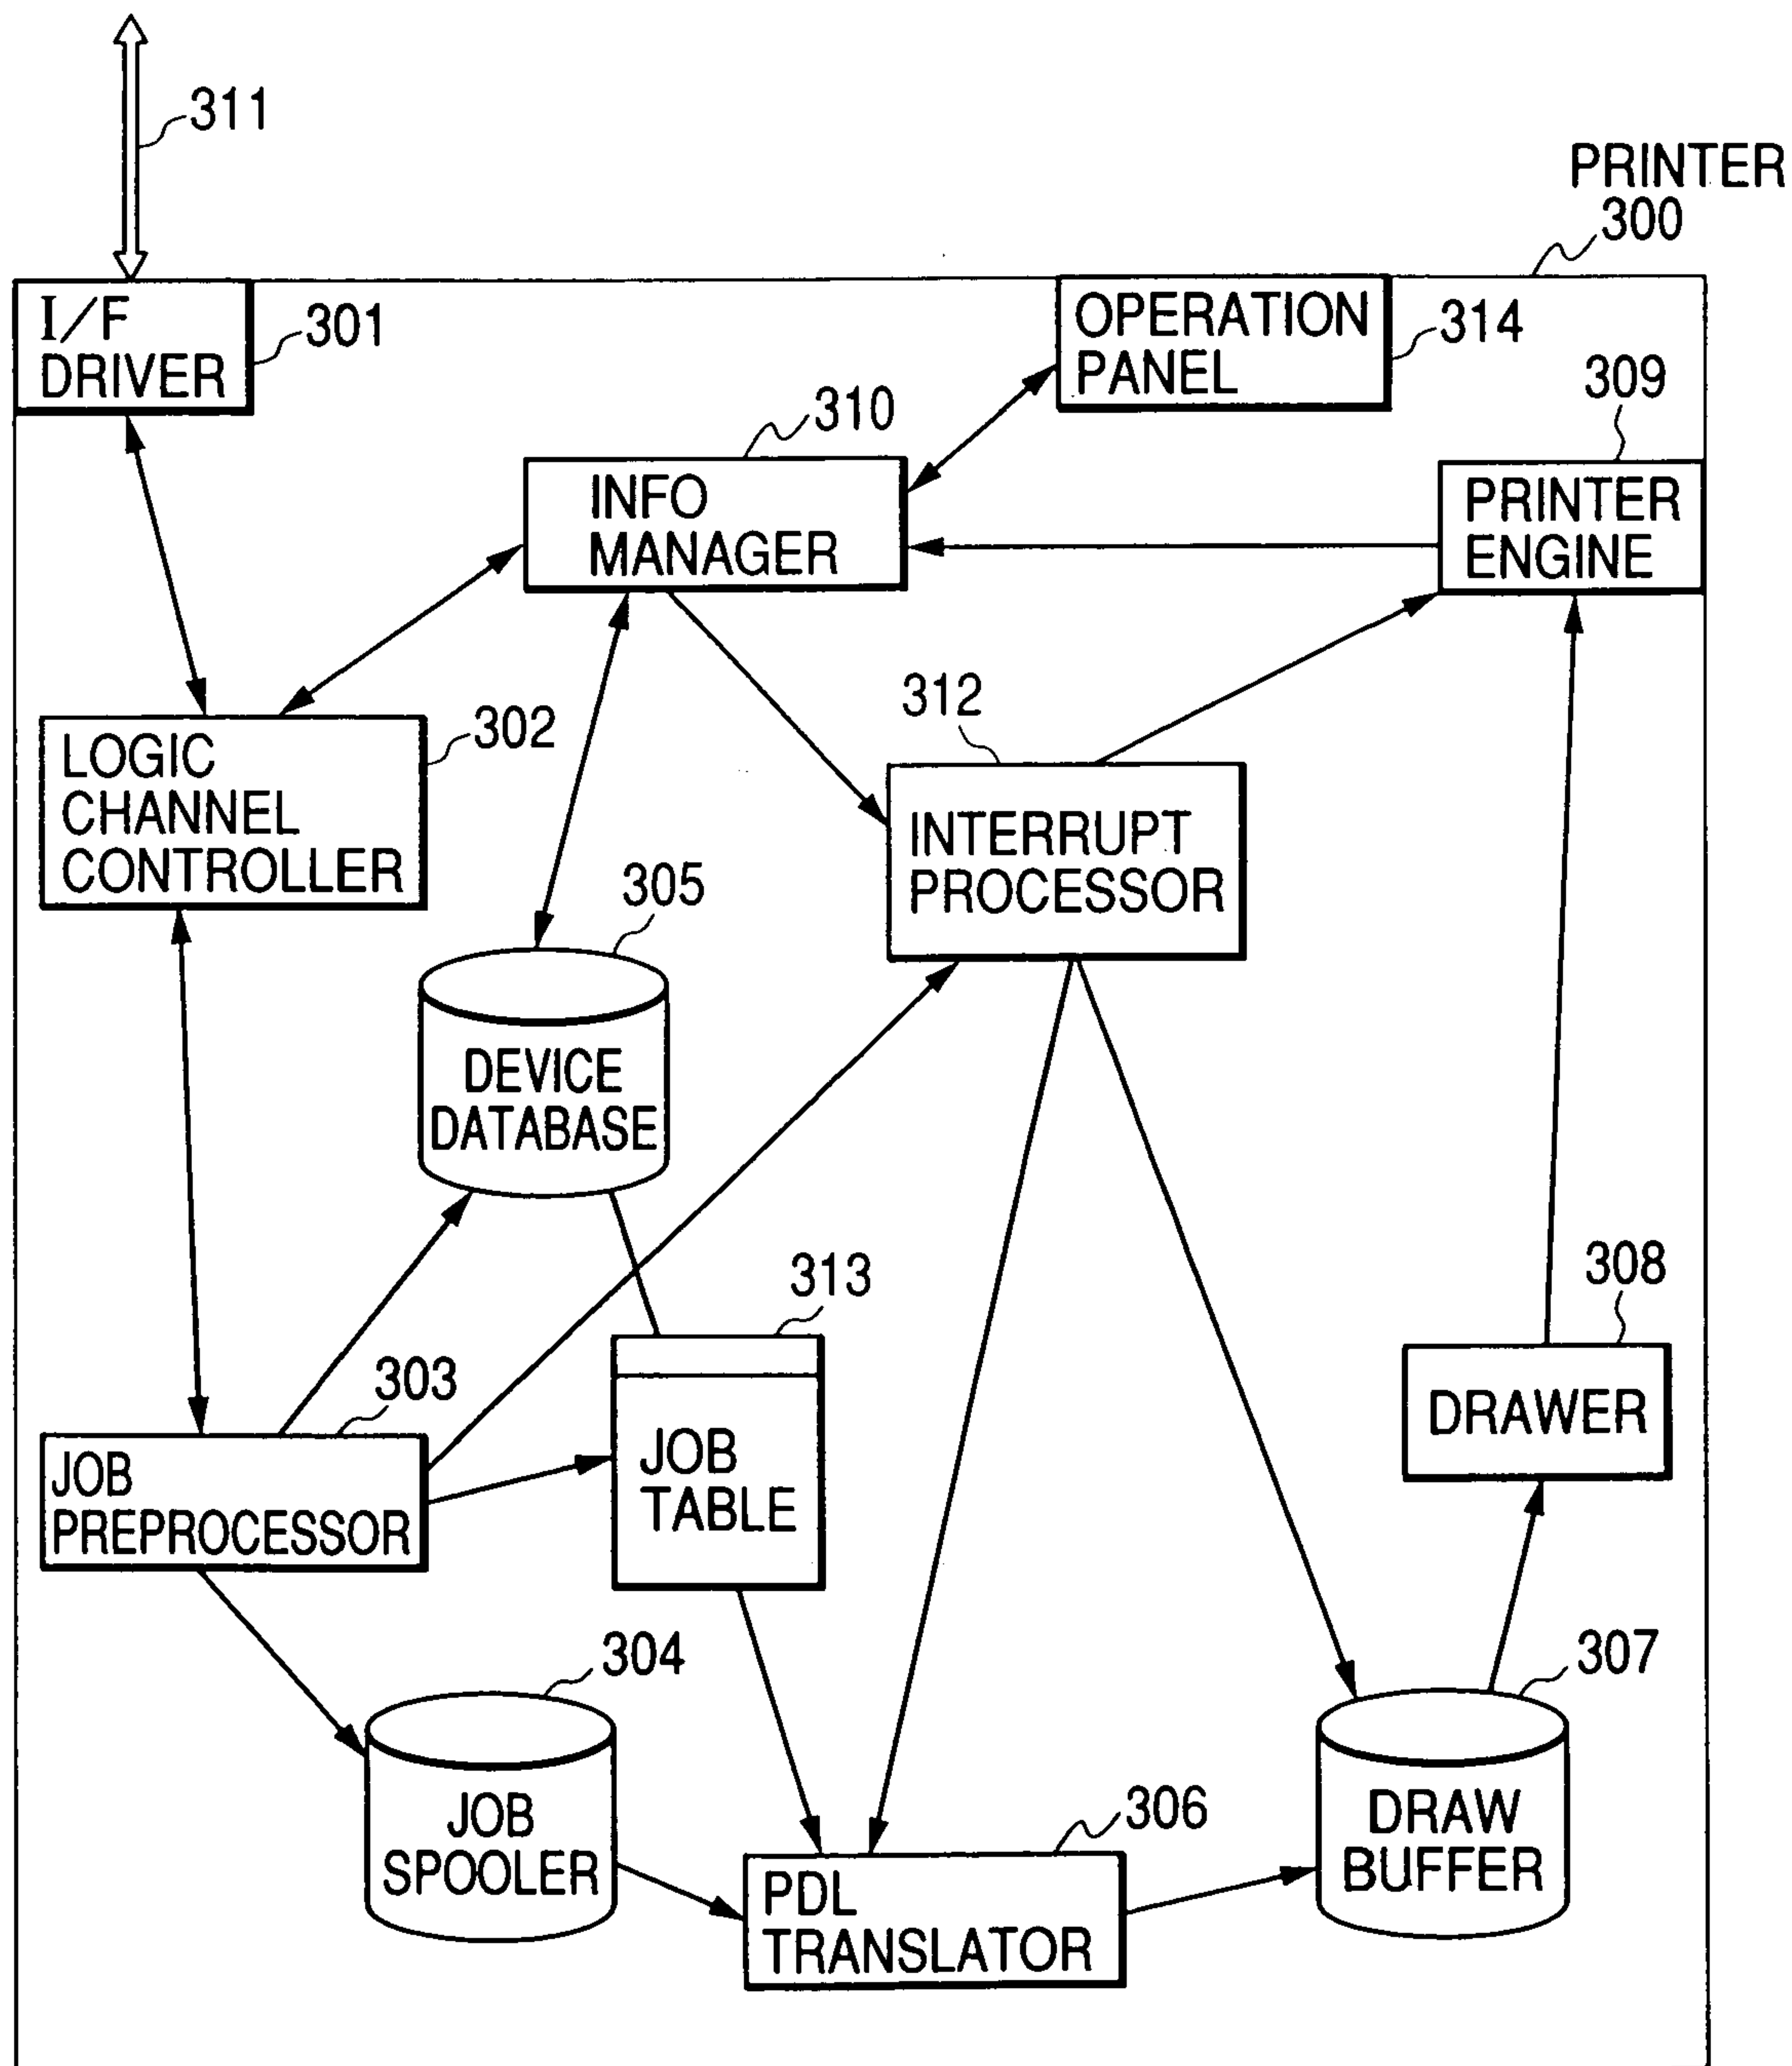 311
PRINTER
300
I/F
DRIVER
301
OPERATION
PANEL
314
309
310
INFO
MANAGER
PRINTER
ENGINE
302
LOGIC
CHANNEL
CONTROLLER
312
INTERRUPT
PROCESSOR
305
DEVICE
DATABASE
313
308
303
DRAWER
JOB
TABLE
JOB
PREPROCESSOR
304
307
JOB
SPOOLER
306
DRAW
BUFFER
PDL
TRANSLATOR